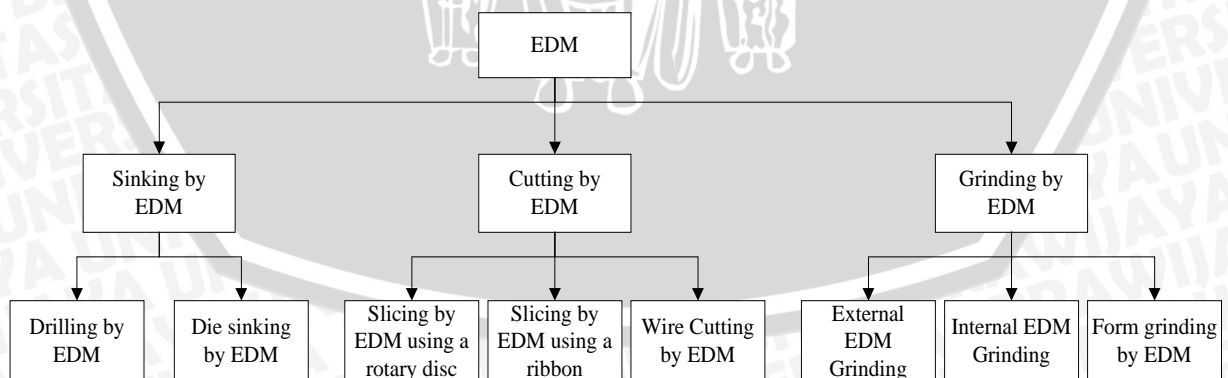 EDM
Sinking by
EDM
Cutting by
EDM
Grinding by
EDM
Drilling by
EDM
Die sinking
by EDM
Slicing by
EDM using a
rotary disc
Slicing by
EDM using a
ribbon
Wire Cutting
by EDM
External
EDM
Grinding
Internal EDM
Grinding
Form grinding
by EDM